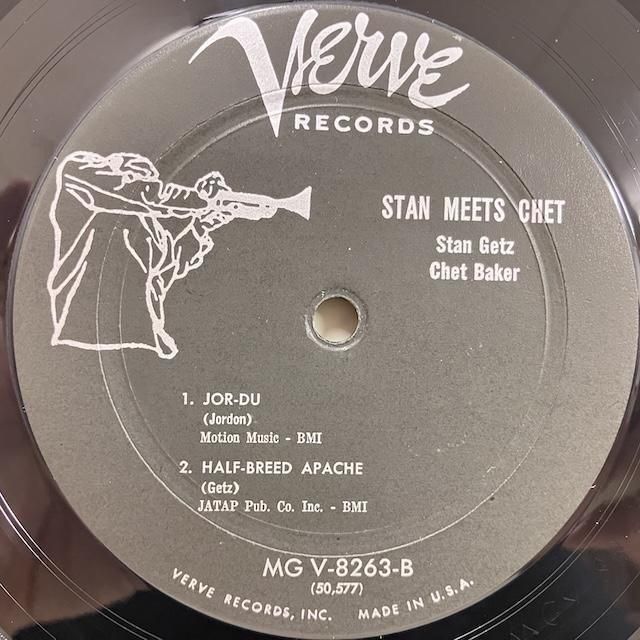 Verve
RECORDS
STAN MEETS CHET
Stan Getz
Chet Baker
1. JOR-DU
(Jordon)
Motion Music - BMI
2. HALF-BREED APACHE
(Getz)
JATAP Pub. Co. Inc. - BMI
MG V-8263-B
(50,577)
VERVE RECORDS, INC. MADE IN U.S.A.